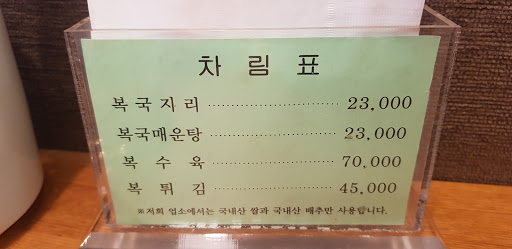 차 림 표
복 국 지 리 ························ 23,000
복국매운탕 ························ 23,000
복 수 육 ························ 70,000
복 튀 김 ························ 45,000
※저희 업소에서는 국내산 쌀과 국내산 배추만 사용합니다.